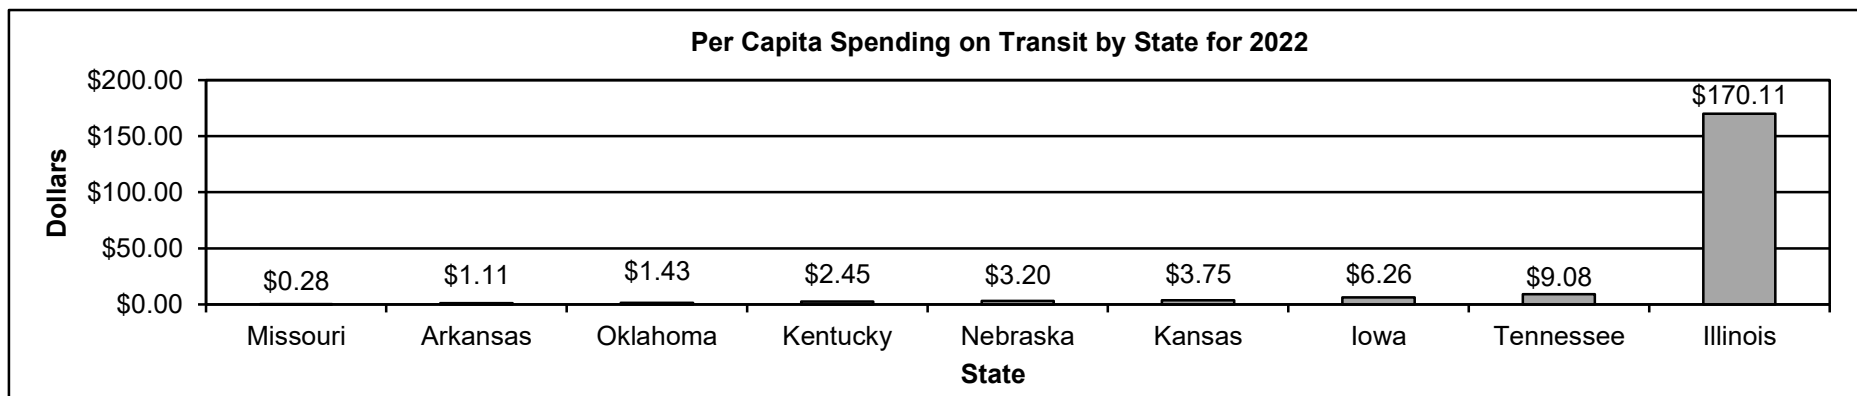 Per Capita Spending on Transit by State for 2022
$200.00
$150.00
$100.00
$50.00
$0.00
Dollars
$0.28
$1.11
$1.43
$2.45
$3.20
$3.75
$6.26
$9.08
$170.11
Missouri
Arkansas
Oklahoma
Kentucky
Nebraska
Kansas
Iowa
Tennessee
Illinois
State